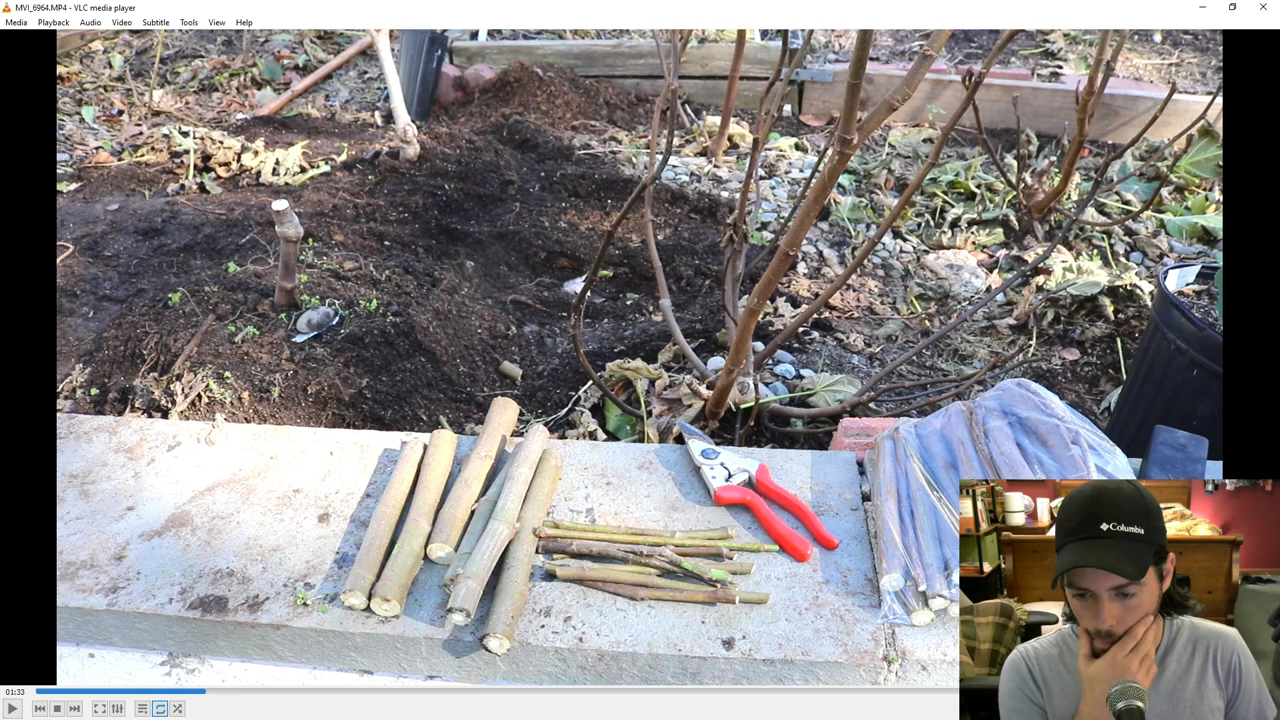 MVI_6964.MP4 - VLC media player
Media Playback Audio Video Subtitle Tools View Help
Columbia
01:33